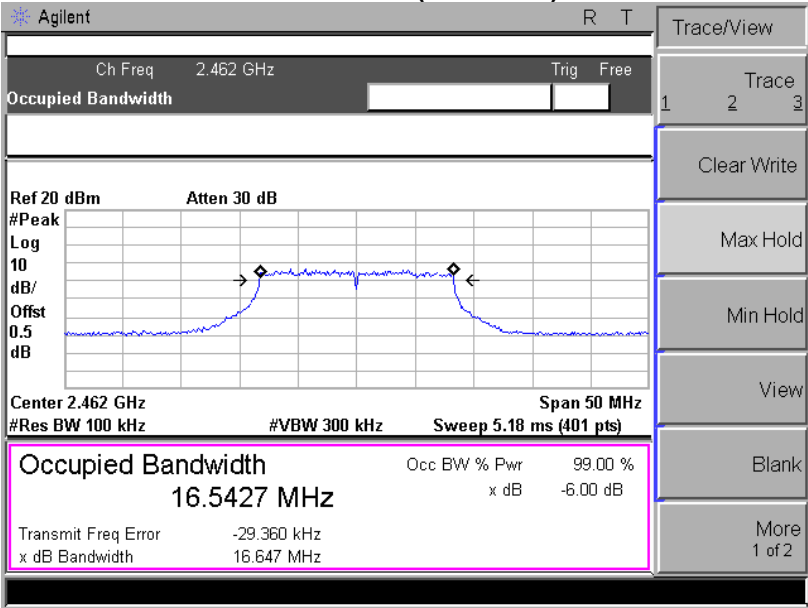 Agilent R T
Trace/View
Ch Freq 2.462 GHz Trig Free
Occupied Bandwidth
Trace
1 2 3
Clear Write
Ref 20 dBm Atten 30 dB
#Peak
Log
10
dB/
Offst
0.5
dB
Max Hold
Min Hold
Center 2.462 GHz Span 50 MHz
#Res BW 100 kHz #VBW 300 kHz Sweep 5.18 ms (401 pts)
View
Occupied Bandwidth Occ BW % Pwr 99.00 %
16.5427 MHz x dB -6.00 dB
Blank
Transmit Freq Error -29.360 kHz
x dB Bandwidth 16.647 MHz
More
1 of 2